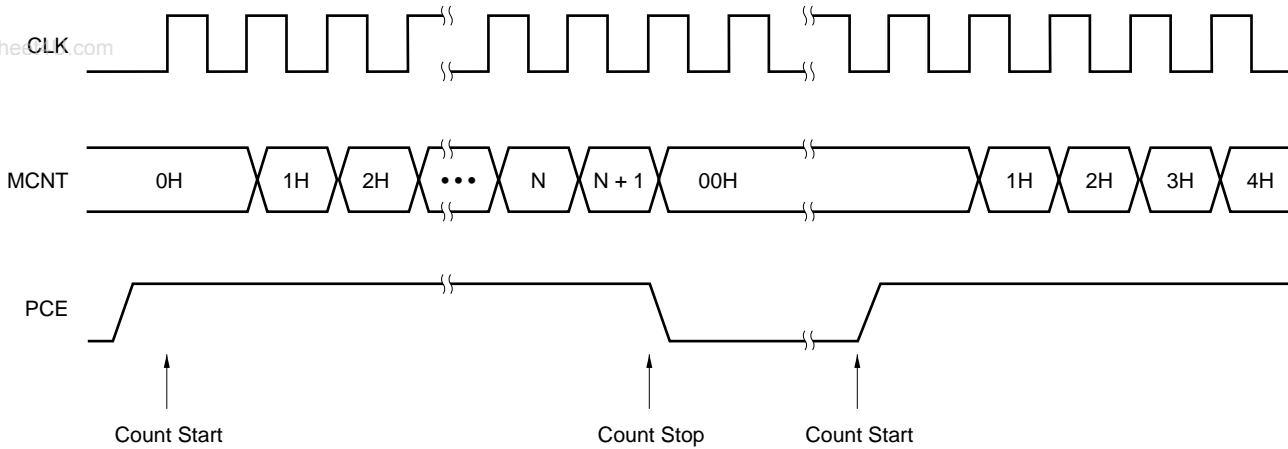 CLK
MCNT 0H 1H 2H ••• N N + 1 00H 1H 2H 3H 4H
PCE
Count Start Count Stop Count Start